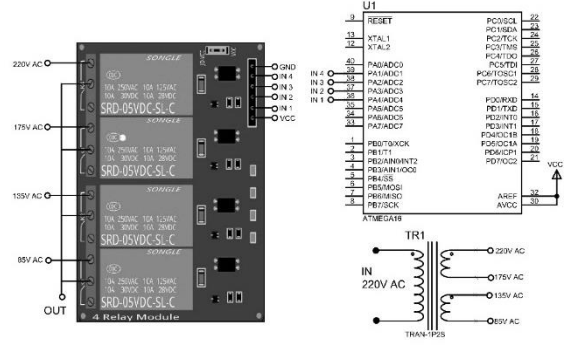 220V AC
175V AC
135V AC
85V AC
OUT
SONGLE
10A 250VAC 10A 125VAC
10A 30VDC 10A 28VDC
SRD-05VDC-SL-C
SONGLE
10A 250VAC 10A 125VAC
10A 30VDC 10A 28VDC
SRD-05VDC-SL-C
SONGLE
10A 250VAC 10A 125VAC
10A 30VDC 10A 28VDC
SRD-05VDC-SL-C
SONGLE
10A 250VAC 10A 125VAC
10A 30VDC 10A 28VDC
SRD-05VDC-SL-C
4 Relay Module
GND
IN 4
IN 3
IN 2
IN 1
VCC
U1
9 RESET PC0/SCL 22
PC1/SDA 23
13 XTAL1 PC2/TCK 24
12 XTAL2 PC3/TMS 25
PC4/TDO 26
40 PA0/ADC0 PC5/TDI 27
IN 4 39 PA1/ADC1 PC6/TOSC1 28
IN 3 38 PA2/ADC2 PC7/TOSC2 29
IN 2 37 PA3/ADC3
IN 1 36 PA4/ADC4 PD0/RXD 14
35 PA5/ADC5 PD1/TXD 15
34 PA6/ADC6 PD2/INT0 16
33 PA7/ADC7 PD3/INT1 17
PD4/OC1B 18
1 PB0/T0/XCK PD5/OC1A 19
2 PB1/T1 PD6/ICP1 20
3 PB2/AIN0/INT2 PD7/OC2 21
4 PB3/AIN1/OC0
5 PB4/SS
6 PB5/MOSI
7 PB6/MISO AREF 32
8 PB7/SCK AVCC 30
VCC
ATMEGA16
TR1
IN
220V AC
220V AC
175V AC
135V AC
85V AC
TRAN-1P2S